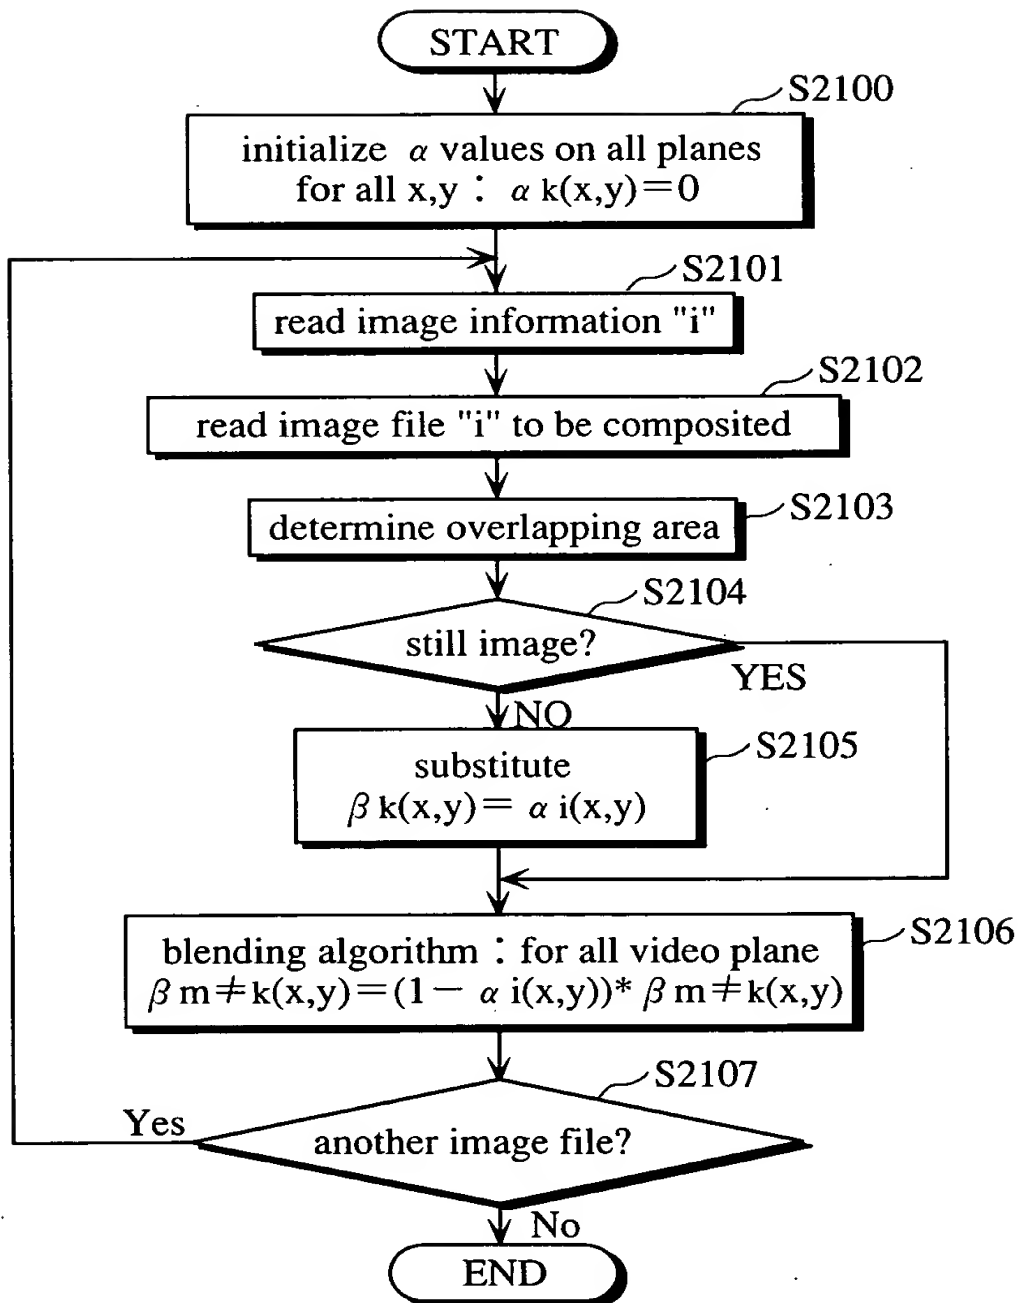 START
S2100
initialize α values on all planes
for all x,y : α k(x,y)=0
S2101
read image information "i"
S2102
read image file "i" to be composited
S2103
determine overlapping area
S2104
still image?
YES
NO
S2105
substitute
β k(x,y)= α i(x,y)
S2106
blending algorithm : for all video plane
β m≠k(x,y)=(1− α i(x,y))* β m≠k(x,y)
S2107
Yes
another image file?
No
END